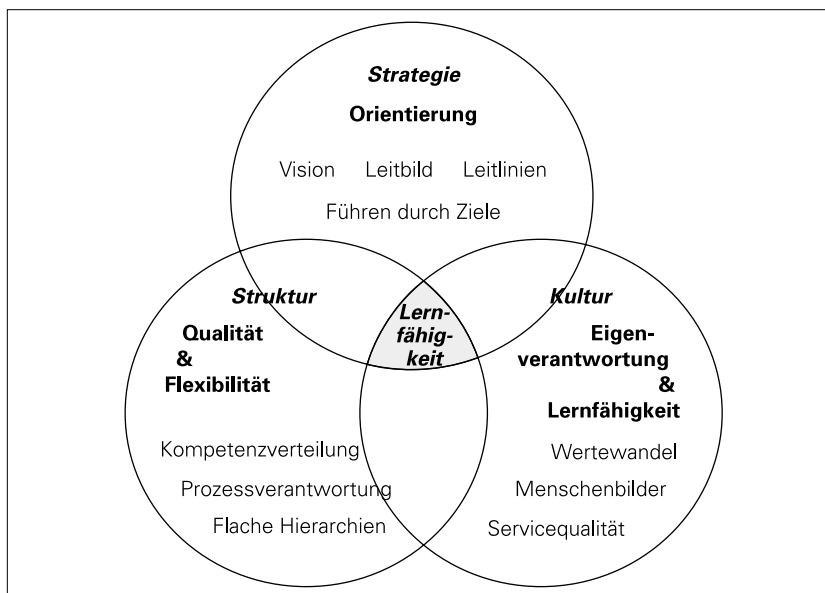 Strategie
Orientierung
Vision Leitbild Leitlinien
Führen durch Ziele
Struktur
Qualität
&
Flexibilität
Kompetenzverteilung
Prozessverantwortung
Flache Hierarchien
Lern-
fähig-
keit
Kultur
Eigen-
verantwortung
&
Lernfähigkeit
Wertewandel
Menschenbilder
Servicequalität